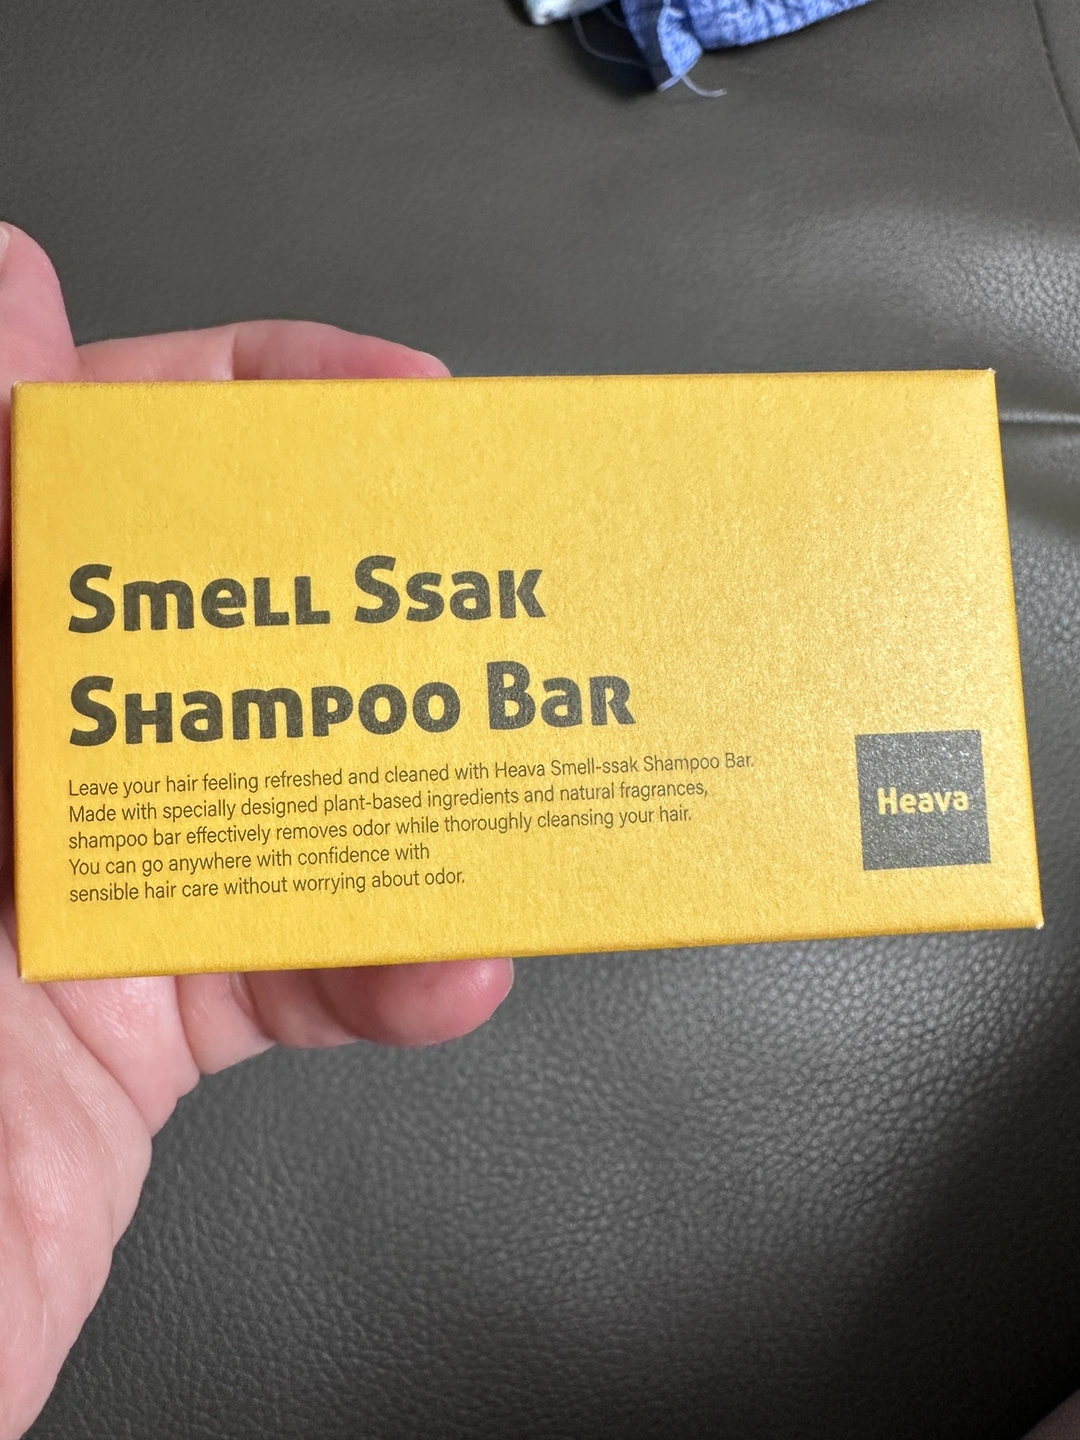 Smell Ssak
Shampoo Bar
Leave your hair feeling refreshed and cleaned with Heava Smell-ssak Shampoo Bar.
Made with specially designed plant-based ingredients and natural fragrances,
shampoo bar effectively removes odor while thoroughly cleansing your hair.
You can go anywhere with confidence with
sensible hair care without worrying about odor.
Heava